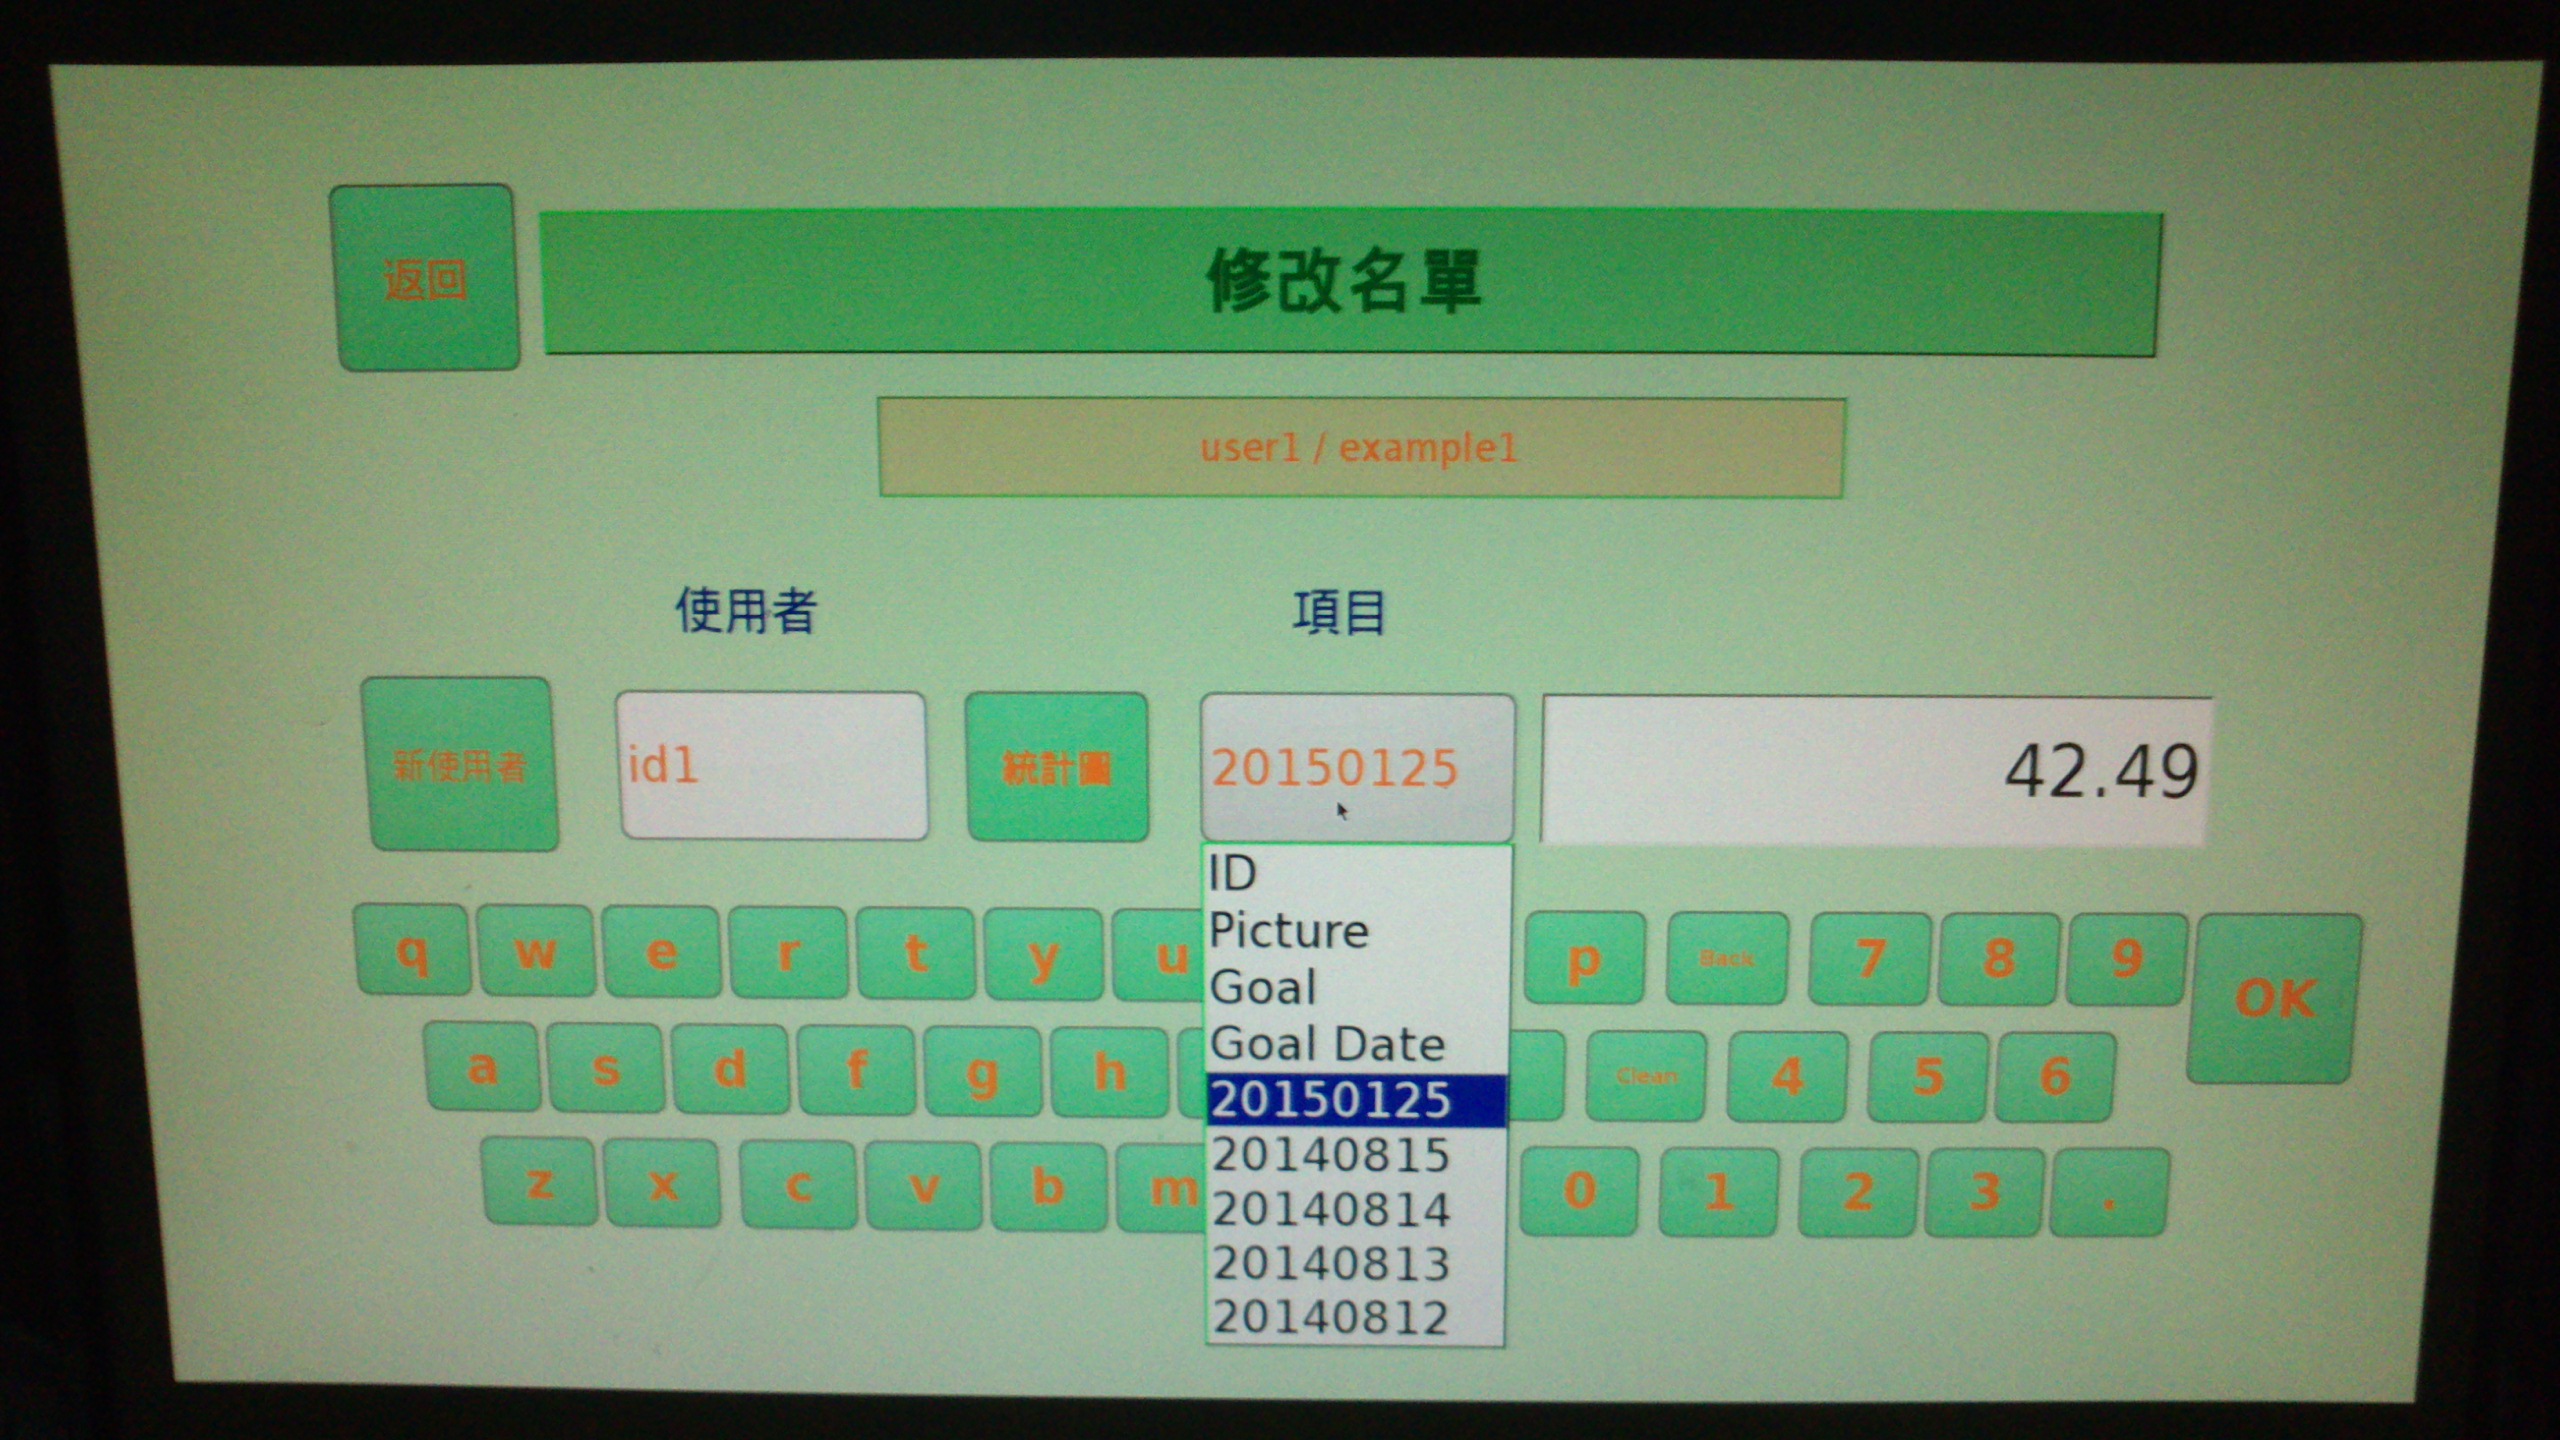 返回
修改名單
user1 / example1
使用者
項目
新使用者
id1
統計圖
20150125
42.49
ID
Picture
Goal
Goal Date
20150125
20140815
20140814
20140813
20140812
q w e r t y u p Back 7 8 9 OK
a s d f g h Clean 4 5 6
z x c v b m 0 1 2 3 .